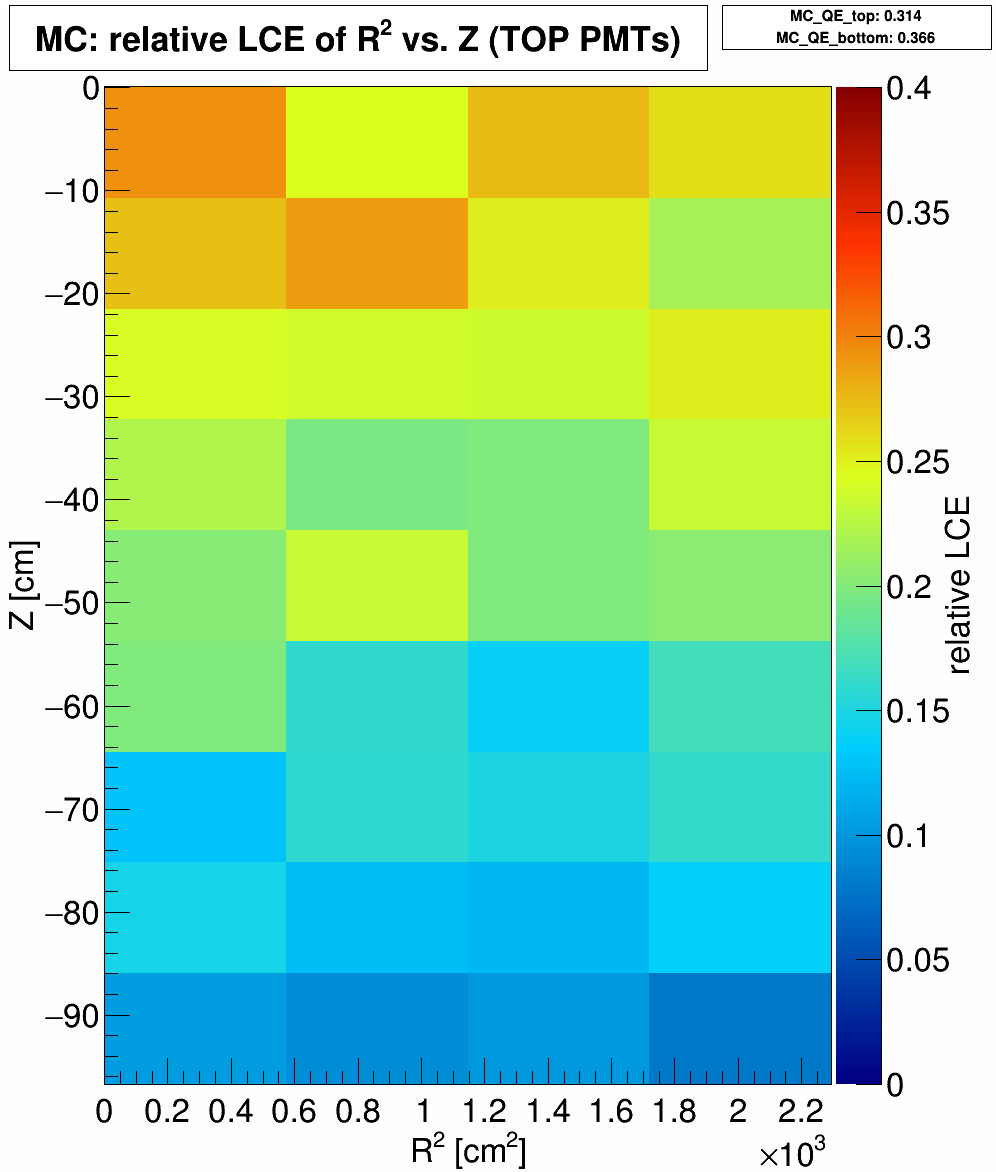 MC: relative LCE of R² vs. Z (TOP PMTs)
MC_QE_top: 0.314
MC_QE_bottom: 0.366
0
−10
−20
−30
−40
−50
−60
−70
−80
−90
Z [cm]
0 0.2 0.4 0.6 0.8 1 1.2 1.4 1.6 1.8 2 2.2
×10³
R² [cm²]
0.4
0.35
0.3
0.25
0.2
0.15
0.1
0.05
0
relative LCE